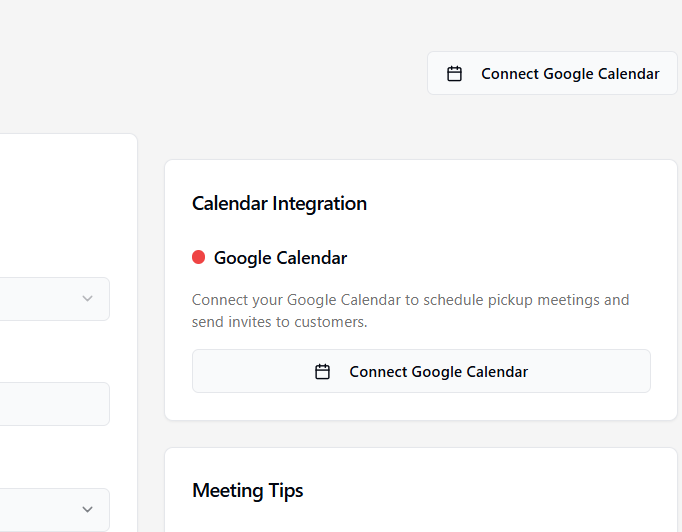 Connect Google Calendar
Calendar Integration
Google Calendar
Connect your Google Calendar to schedule pickup meetings and
send invites to customers.
Connect Google Calendar
Meeting Tips